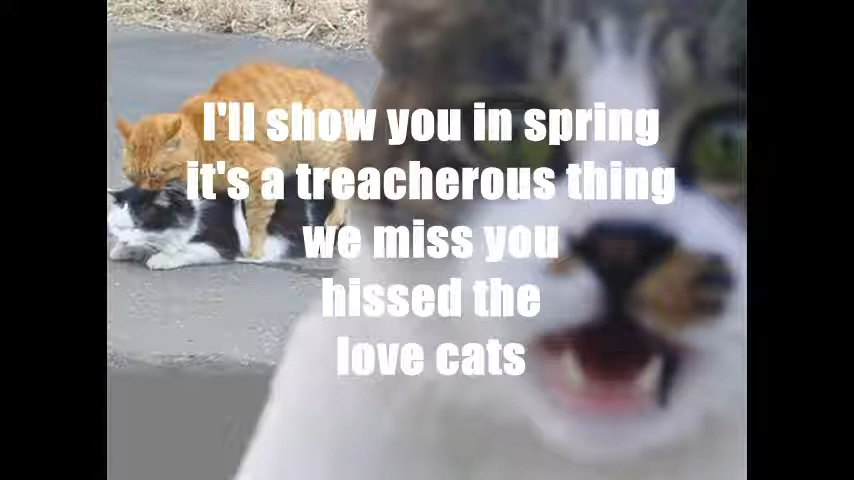 I'll show you in spring
it's a treacherous thing
we miss you
hissed the
love cats